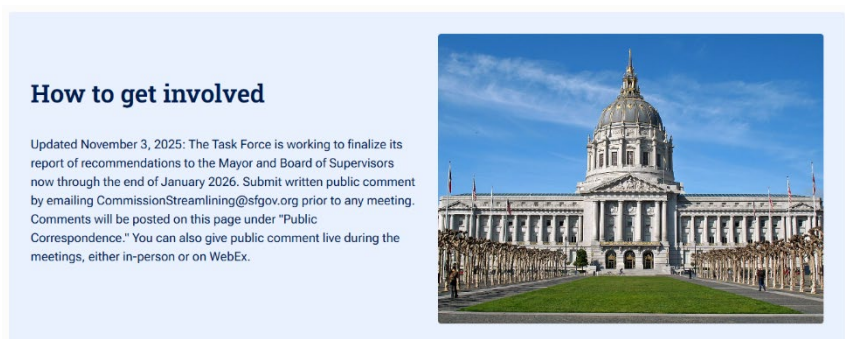 How to get involved
Updated November 3, 2025: The Task Force is working to finalize its
report of recommendations to the Mayor and Board of Supervisors
now through the end of January 2026. Submit written public comment
by emailing CommissionStreamlining@sfgov.org prior to any meeting.
Comments will be posted on this page under "Public
Correspondence." You can also give public comment live during the
meetings, either in-person or on WebEx.